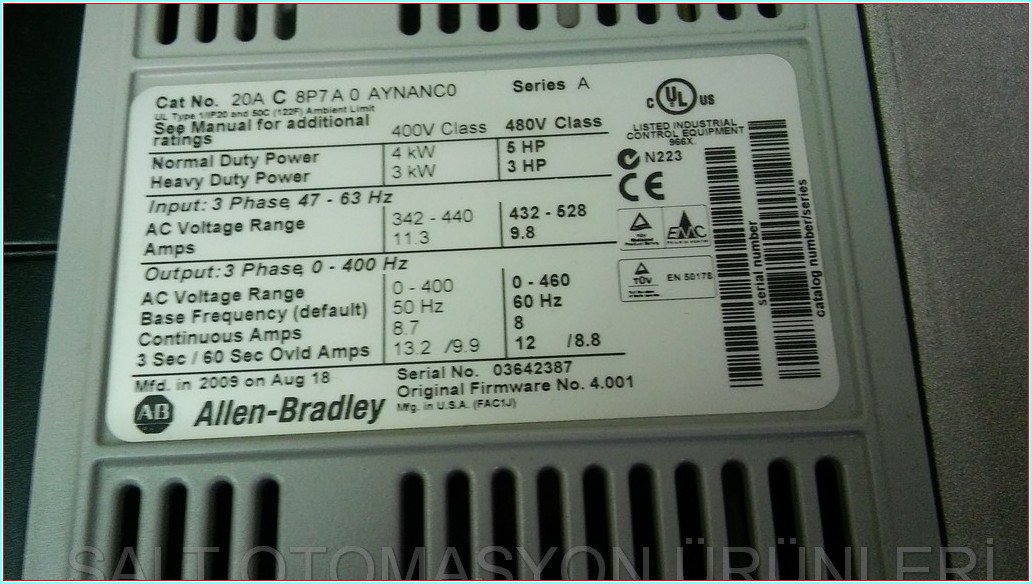 Cat No. 20A C 8P7 A 0 AYNANC0 Series A
UL Type 1/IP20 and 50C (122F) Ambient Limit
See Manual for additional
ratings
400V Class 480V Class
Normal Duty Power 4 kW 5 HP
Heavy Duty Power 3 kW 3 HP
Input: 3 Phase, 47 - 63 Hz
AC Voltage Range 342 - 440 432 - 528
Amps 11.3 9.8
Output: 3 Phase, 0 - 400 Hz
AC Voltage Range 0 - 400 0 - 460
Base Frequency (default) 50 Hz 60 Hz
Continuous Amps 8.7 8
3 Sec / 60 Sec Ovld Amps 13.2 /9.9 12 /8.8
Mfd. in 2009 on Aug 18
Serial No. 03642387
Original Firmware No. 4.001
Mfg. in U.S.A. (FAC1J)
AB Allen-Bradley
C UL US
LISTED INDUSTRIAL
CONTROL EQUIPMENT
966X
N223
CE
TÜV
EMC
TÜV
EN 50178
serial number
catalog number/series
SALT OTOMASYON ÜRÜNLERİ